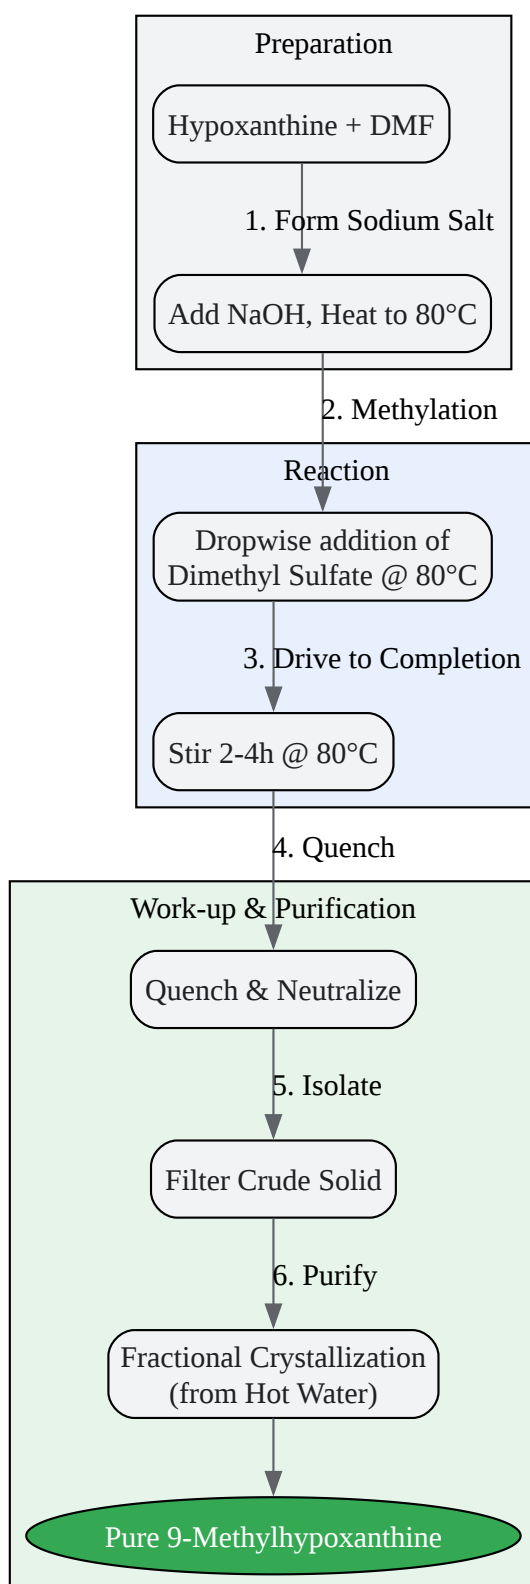 Preparation
Hypoxanthine + DMF
1. Form Sodium Salt
Add NaOH, Heat to 80°C
2. Methylation
Reaction
Dropwise addition of
Dimethyl Sulfate @ 80°C
3. Drive to Completion
Stir 2-4h @ 80°C
4. Quench
Work-up & Purification
Quench & Neutralize
5. Isolate
Filter Crude Solid
6. Purify
Fractional Crystallization
(from Hot Water)
Pure 9-Methylhypoxanthine